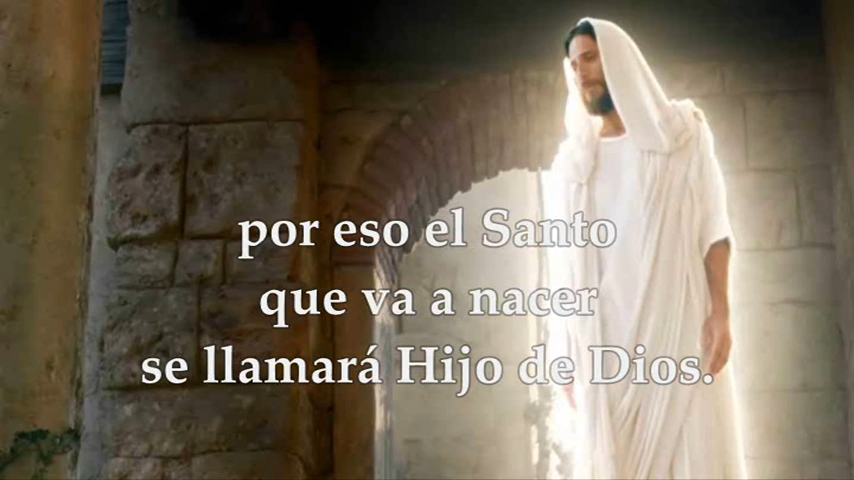 por eso el Santo
que va a nacer
se llamará Hijo de Dios.